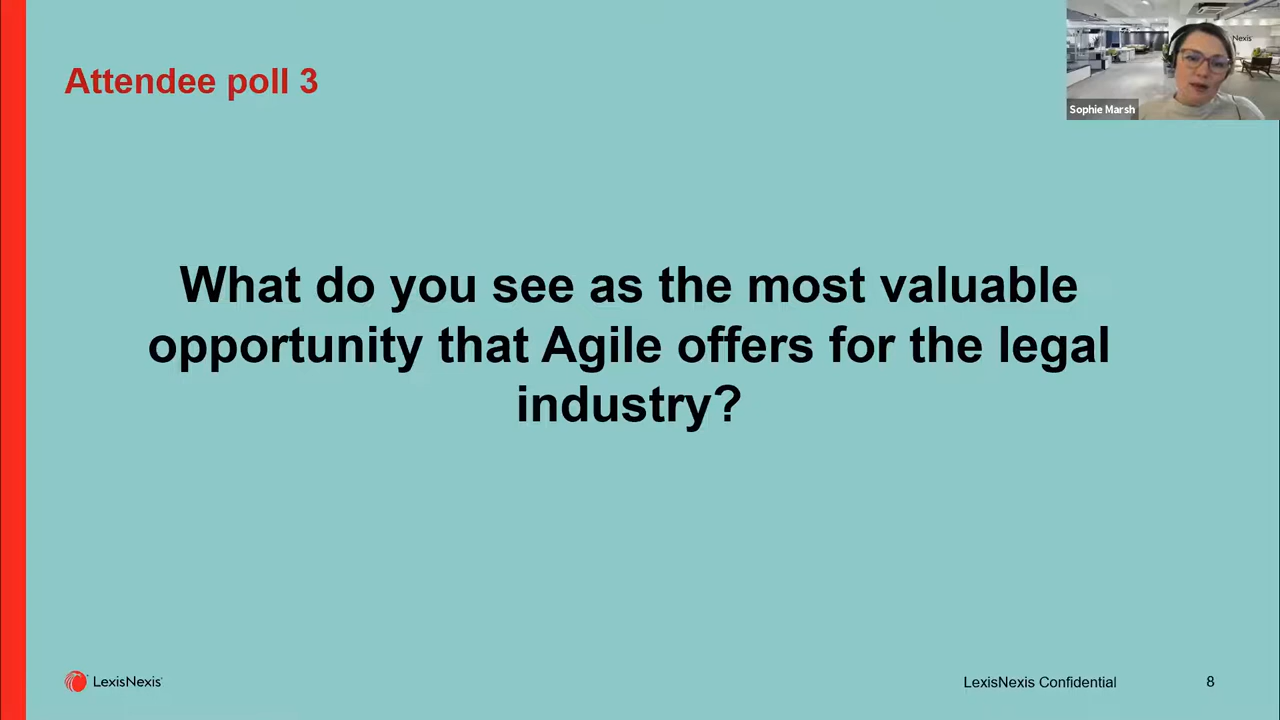 Attendee poll 3
Nexis
Sophie Marsh
What do you see as the most valuable
opportunity that Agile offers for the legal
industry?
LexisNexis
LexisNexis Confidential
8